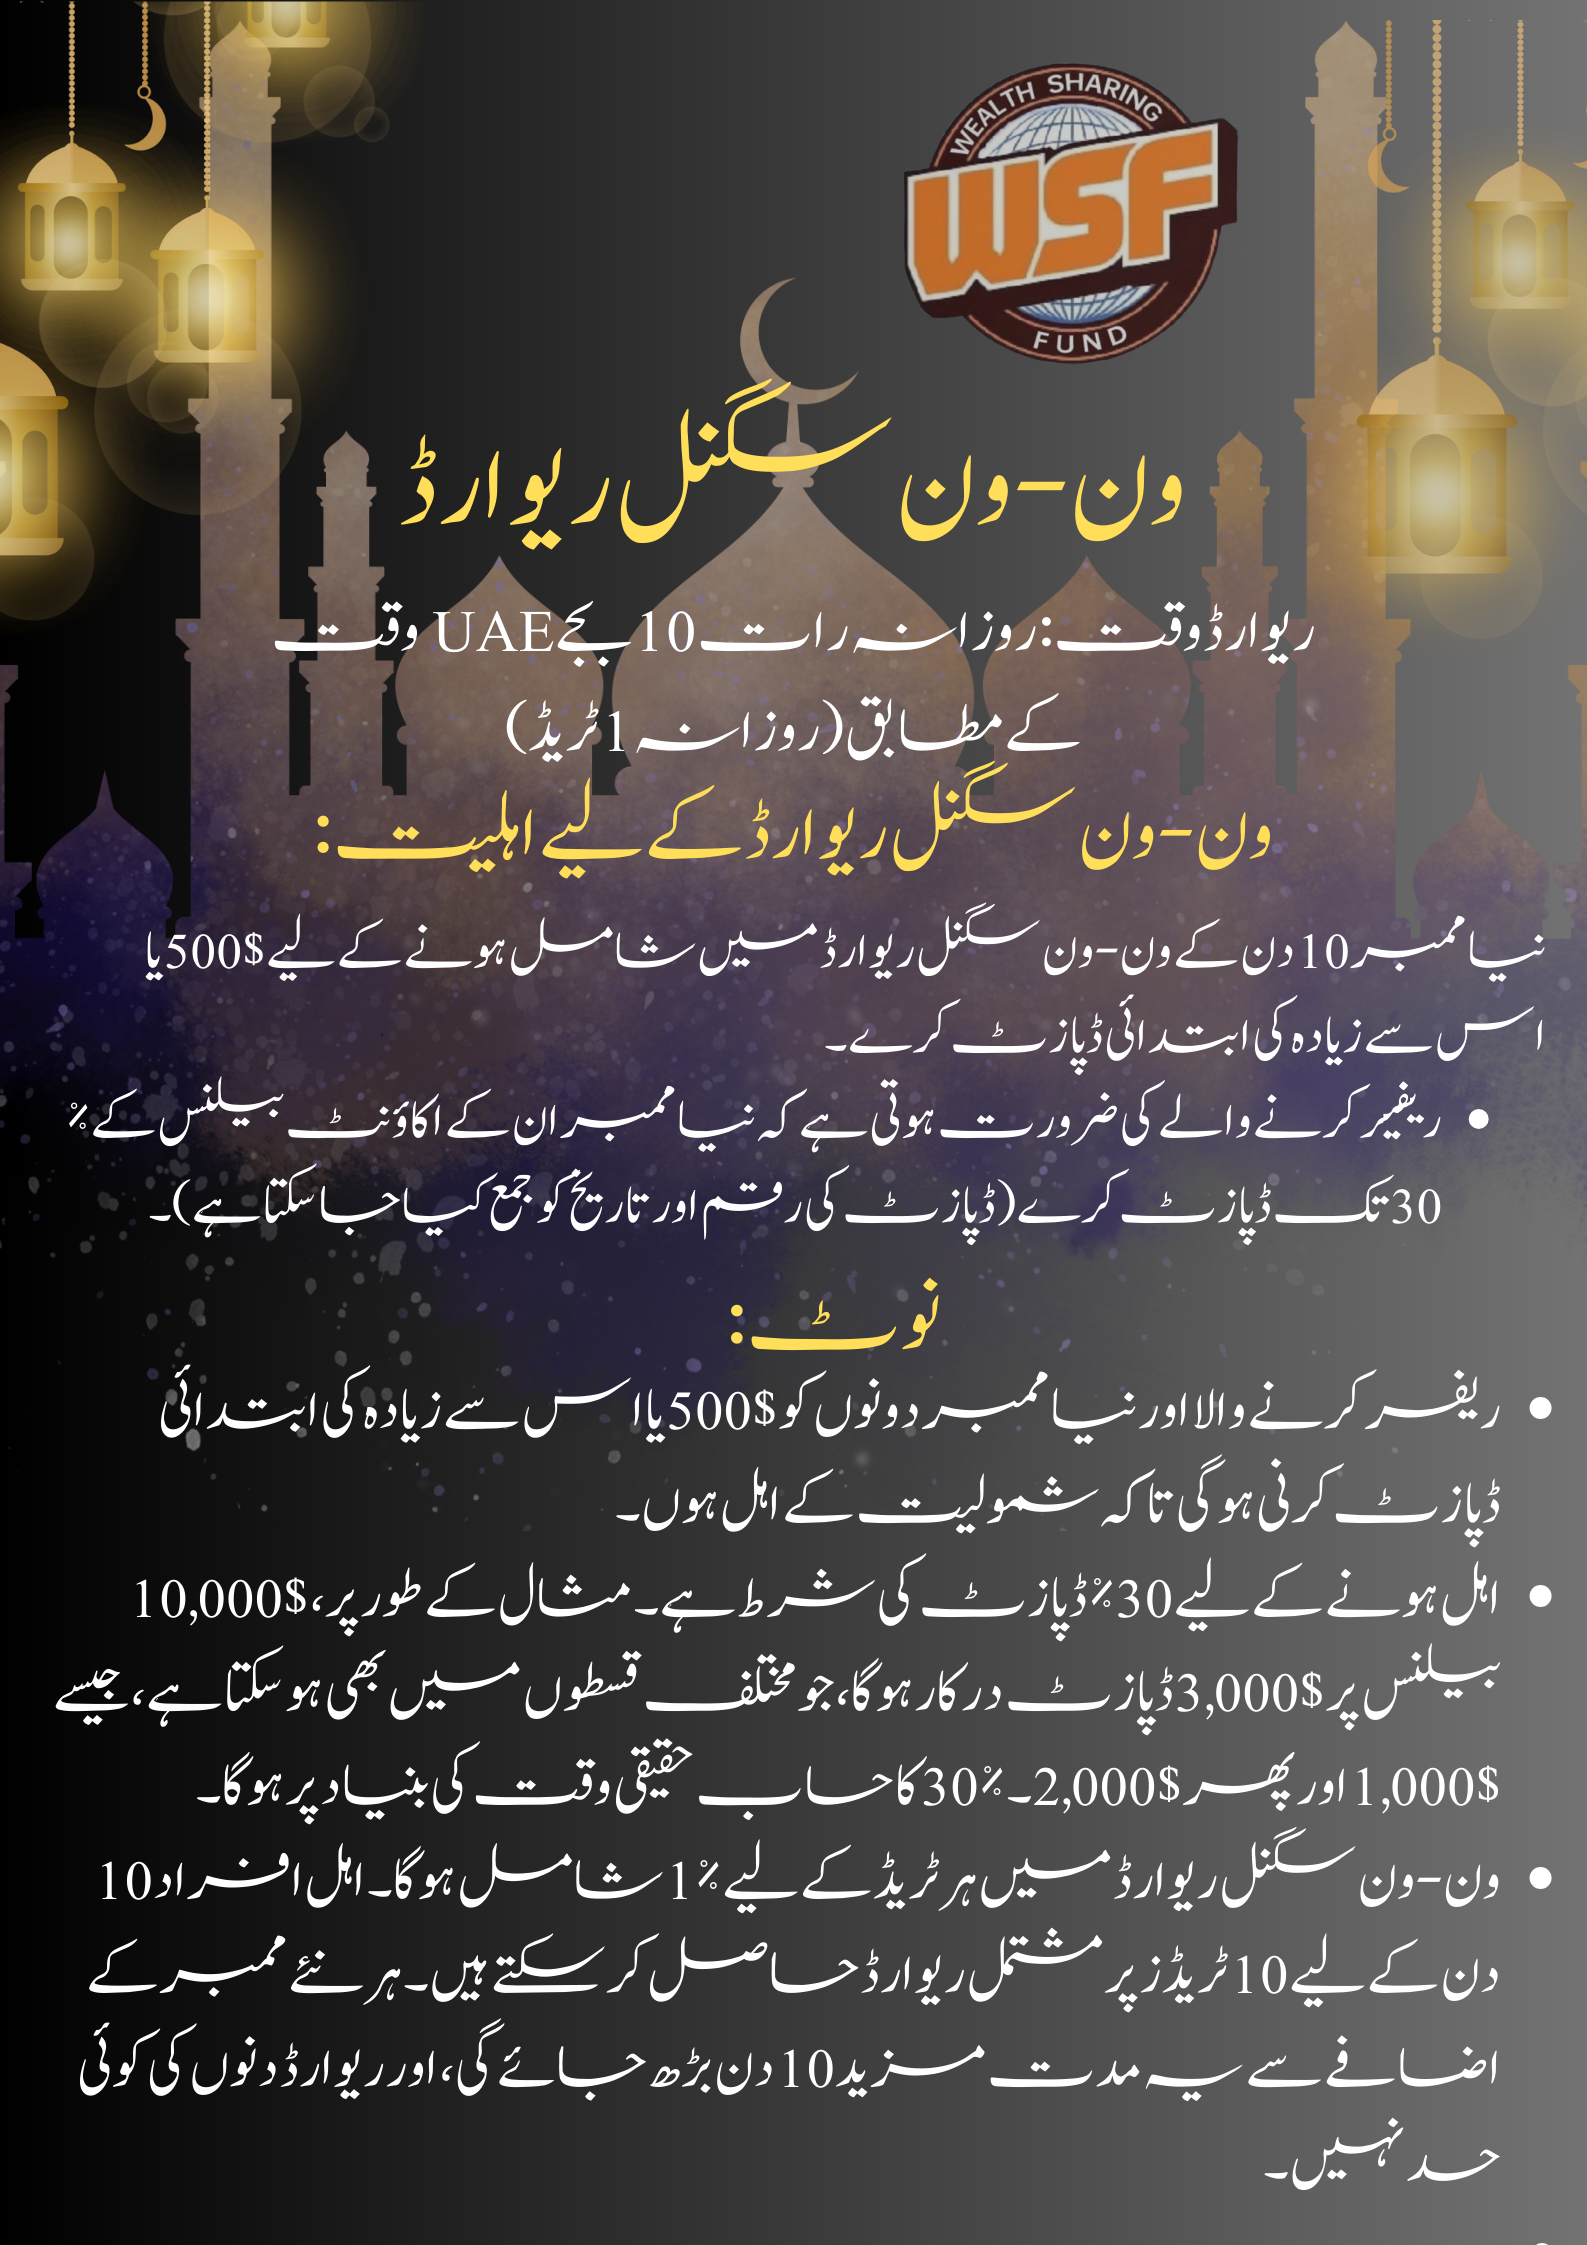 WEALTH SHARING
WSF
FUND
ون-ون سگنل ریوارڈ
ریوارڈ وقت: روزانہ رات 10 بجے UAE وقت
کے مطابق (روزانہ 1 ٹریڈ)
ون-ون سگنل ریوارڈ کے لیے اہلیت:
نیا ممبر 10 دن کے ون-ون سگنل ریوارڈ میں شامل ہونے کے لیے $500 یا
اس سے زیادہ کی ابتدائی ڈپازٹ کرے۔
• ریفیر کرنے والے کی ضرورت ہوتی ہے کہ نیا ممبر ان کے اکاؤنٹ بیلنس کے %
30 تک ڈپازٹ کرے (ڈپازٹ کی رقم اور تاریخ کو جمع کیا جا سکتا ہے)۔
نوٹ:
• ریفر کرنے والا اور نیا ممبر دونوں کو $500 یا اس سے زیادہ کی ابتدائی
ڈپازٹ کرنی ہوگی تاکہ شمولیت کے اہل ہوں۔
• اہل ہونے کے لیے 30% ڈپازٹ کی شرط ہے۔ مثال کے طور پر، $10,000
بیلنس پر $3,000 ڈپازٹ درکار ہوگا، جو مختلف قسطوں میں بھی ہو سکتا ہے، جیسے
$1,000 اور پھر $2,000۔ 30% کا حساب حقیقی وقت کی بنیاد پر ہوگا۔
• ون-ون سگنل ریوارڈ میں ہر ٹریڈ کے لیے 1% شامل ہوگا۔ اہل افراد 10
دن کے لیے 10 ٹریڈز پر مشتمل ریوارڈ حاصل کر سکتے ہیں۔ ہر نئے ممبر کے
اضافے سے یہ مدت مزید 10 دن بڑھ جائے گی، اور ریوارڈ دنوں کی کوئی
حد نہیں۔